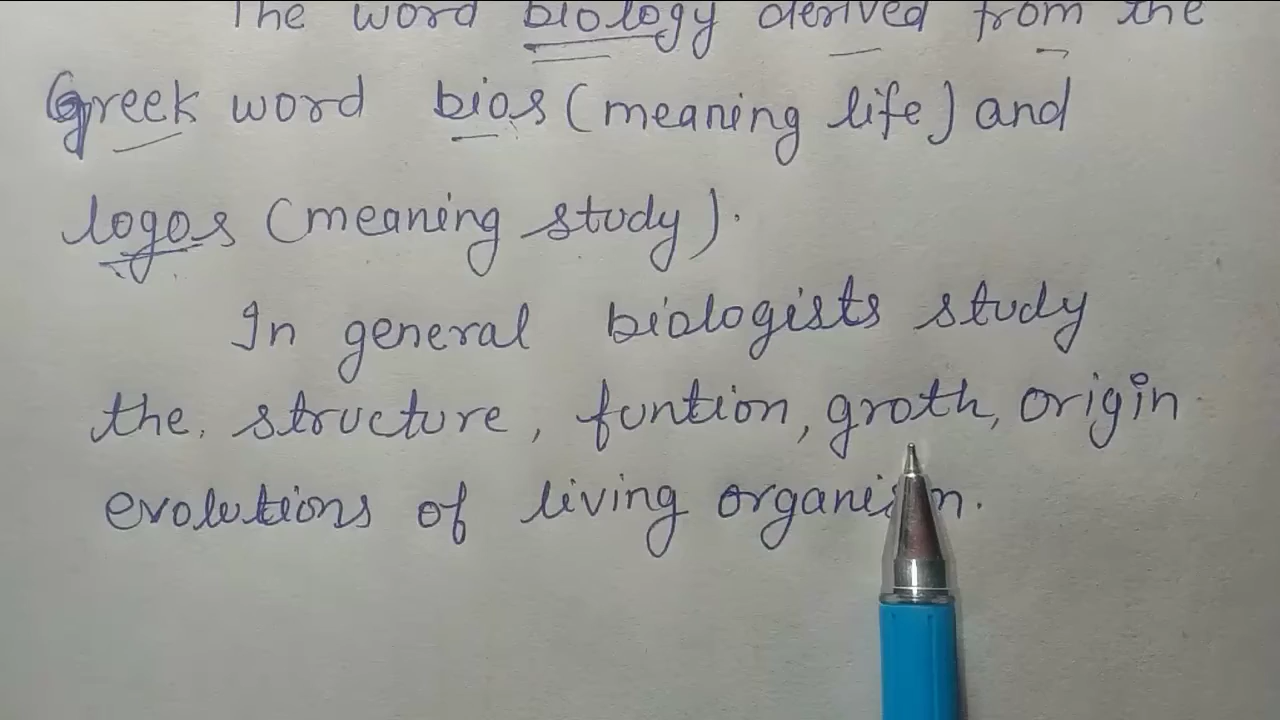 The word biology derived from the
Greek word bios (meaning life) and
logos (meaning study).
In general biologists study
the, structure, funtion, groth, origin
evolutions of living organism.